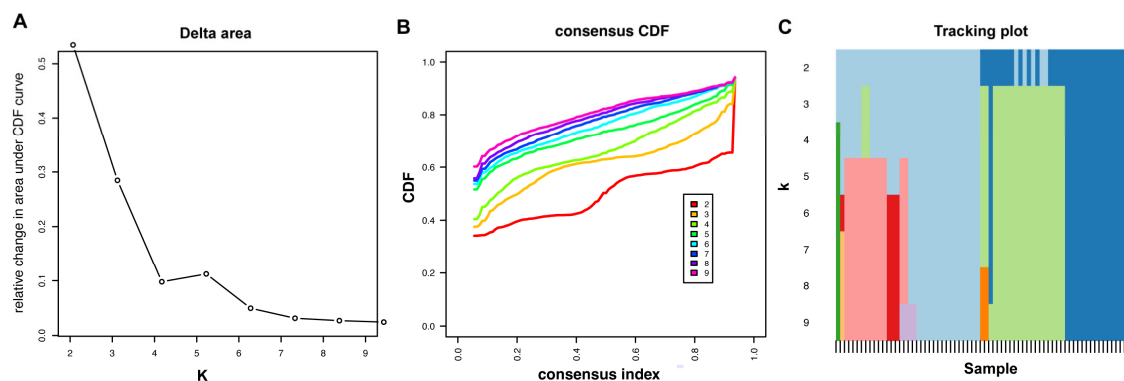 A
Delta area
relative change in area under CDF curve
0.5
0.4
0.3
0.2
0.1
0.0
2 3 4 5 6 7 8 9
K
B
consensus CDF
CDF
1.0
0.8
0.6
0.4
0.2
0.0
2
3
4
5
6
7
8
9
0.0 0.2 0.4 0.6 0.8 1.0
consensus index
C
Tracking plot
k
2
3
4
5
6
7
8
9
Sample